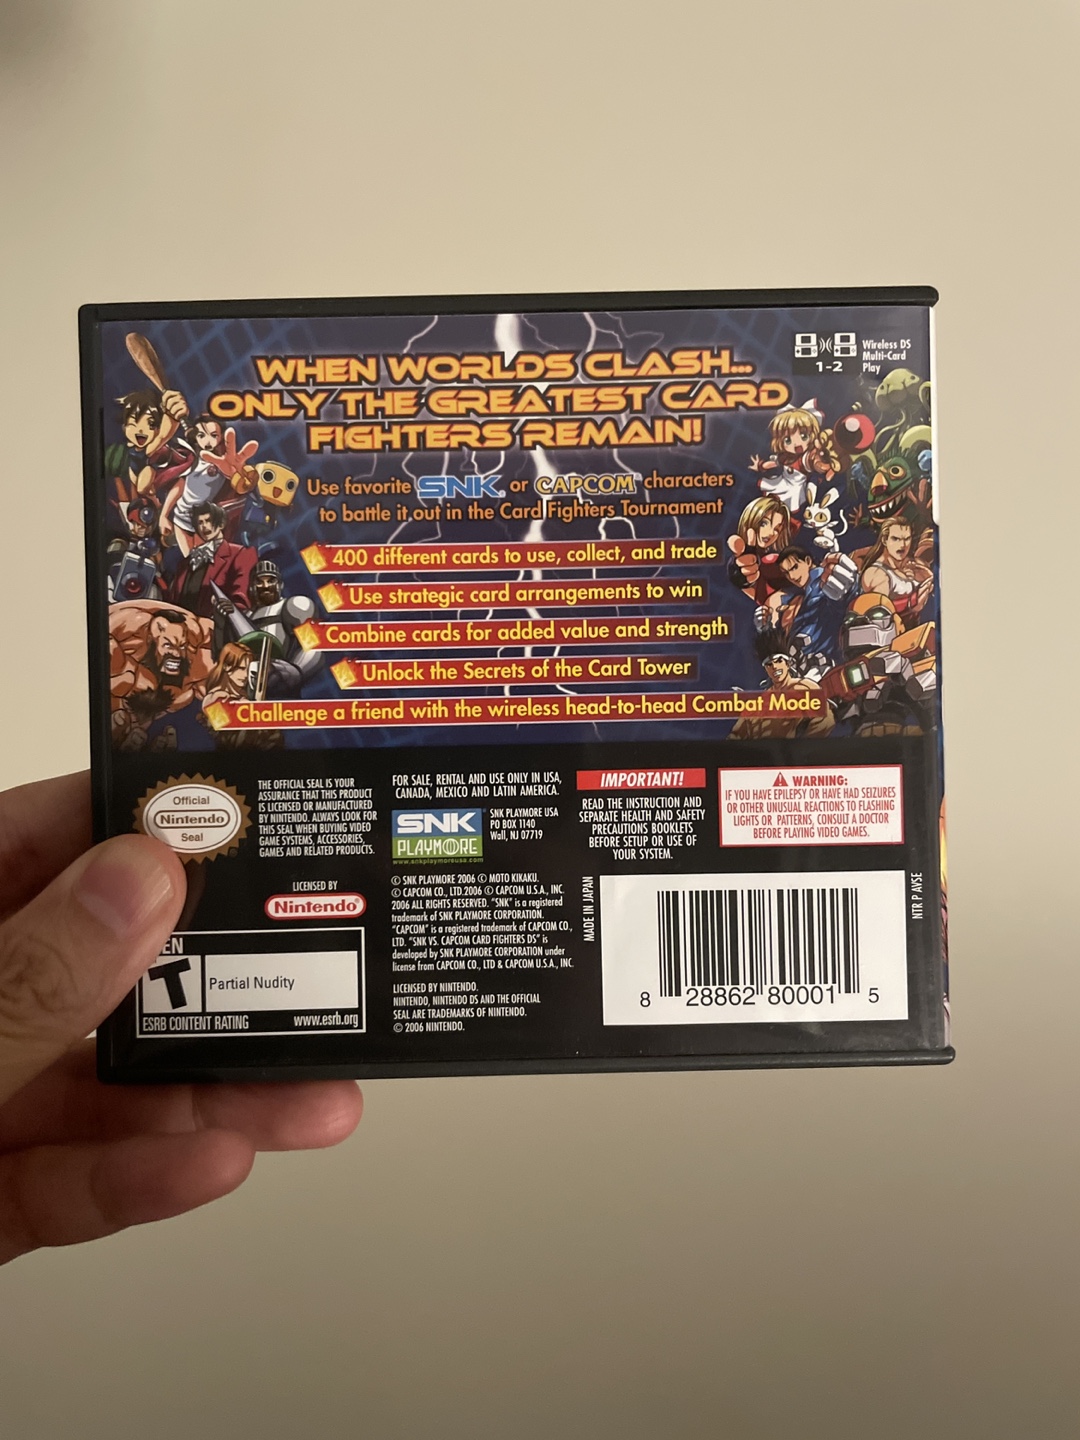 WHEN WORLDS CLASH...
ONLY THE GREATEST CARD
FIGHTERS REMAIN!
1-2
Wireless DS
Multi-Card
Play
Use favorite SNK® or CAPCOM® characters
to battle it out in the Card Fighters Tournament
400 different cards to use, collect, and trade
Use strategic card arrangements to win
Combine cards for added value and strength
Unlock the Secrets of the Card Tower
Challenge a friend with the wireless head-to-head Combat Mode
Official
Nintendo
Seal
THE OFFICIAL SEAL IS YOUR
ASSURANCE THAT THIS PRODUCT
IS LICENSED OR MANUFACTURED
BY NINTENDO. ALWAYS LOOK FOR
THIS SEAL WHEN BUYING VIDEO
GAME SYSTEMS, ACCESSORIES,
GAMES AND RELATED PRODUCTS.
LICENSED BY
Nintendo®
EN
T
Partial Nudity
ESRB CONTENT RATING www.esrb.org
FOR SALE, RENTAL AND USE ONLY IN USA,
CANADA, MEXICO AND LATIN AMERICA.
SNK®
PLAYMORE
www.snkplaymoreusa.com
SNK PLAYMORE USA
PO BOX 1140
Wall, NJ 07719
© SNK PLAYMORE 2006 © MOTO KIKAKU.
© CAPCOM CO., LTD. 2006 © CAPCOM U.S.A., INC.
2006 ALL RIGHTS RESERVED. "SNK" is a registered
trademark of SNK PLAYMORE CORPORATION.
"CAPCOM" is a registered trademark of CAPCOM CO.,
LTD. "SNK VS. CAPCOM CARD FIGHTERS DS" is
developed by SNK PLAYMORE CORPORATION under
license from CAPCOM CO., LTD & CAPCOM U.S.A., INC.
LICENSED BY NINTENDO.
NINTENDO, NINTENDO DS AND THE OFFICIAL
SEAL ARE TRADEMARKS OF NINTENDO.
© 2006 NINTENDO.
IMPORTANT!
READ THE INSTRUCTION AND
SEPARATE HEALTH AND SAFETY
PRECAUTIONS BOOKLETS
BEFORE SETUP OR USE OF
YOUR SYSTEM.
WARNING:
IF YOU HAVE EPILEPSY OR HAVE HAD SEIZURES
OR OTHER UNUSUAL REACTIONS TO FLASHING
LIGHTS OR PATTERNS, CONSULT A DOCTOR
BEFORE PLAYING VIDEO GAMES.
MADE IN JAPAN
8 28862 80001 5
NTR P AVSE